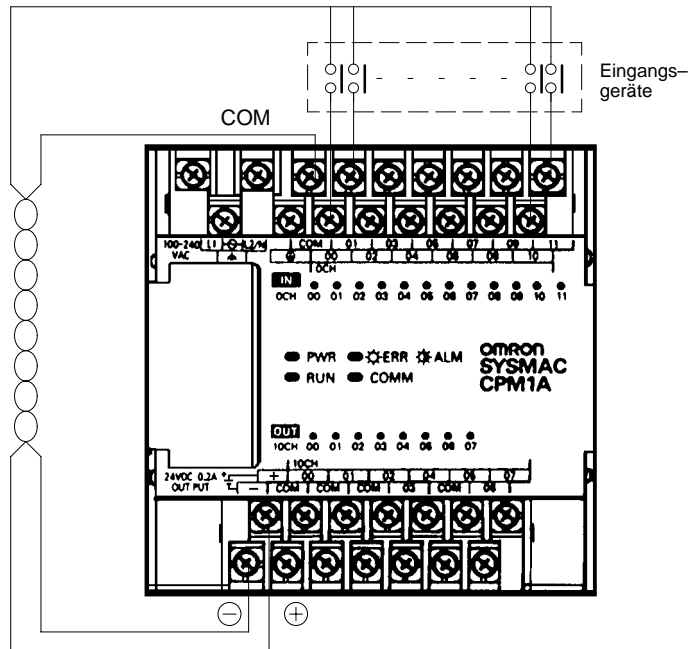 Eingangs–
geräte
COM
100-240 L1 L2/N COM 01 03 05 07 09 11
VAC 00 02 04 06 08 10
0CH
IN
0CH 00 01 02 03 04 05 06 07 08 09 10 11
PWR ERR ALM
RUN COMM
OMRON
SYSMAC
CPM1A
OUT
10CH 00 01 02 03 04 05 06 07
10CH
24VDC 0.2A + + 00 01 02 04 05 07
OUTPUT - − COM COM COM 03 COM 06
− +